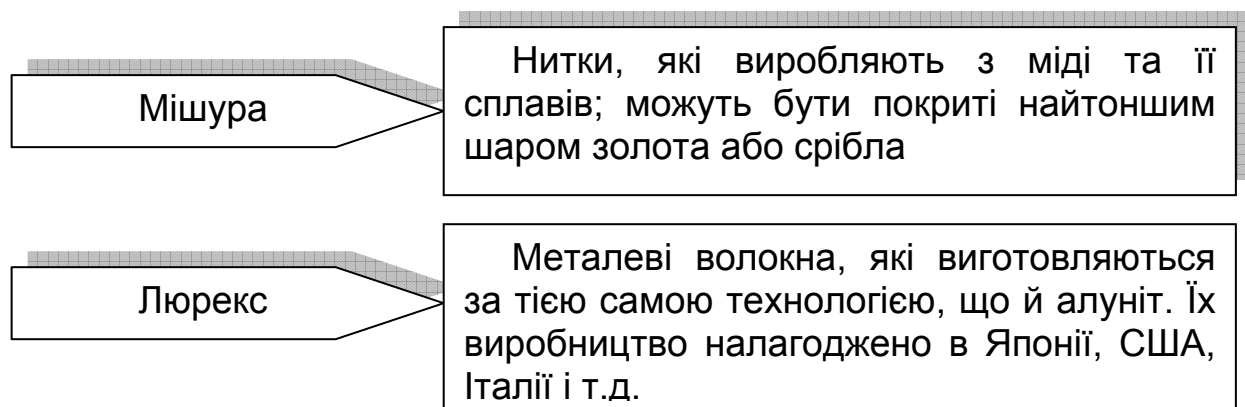 Мішура
Нитки, які виробляють з міді та її
сплавів; можуть бути покриті найтоншим
шаром золота або срібла
Люрекс
Металеві волокна, які виготовляються
за тією самою технологією, що й алуніт. Їх
виробництво налагоджено в Японії, США,
Італії і т.д.